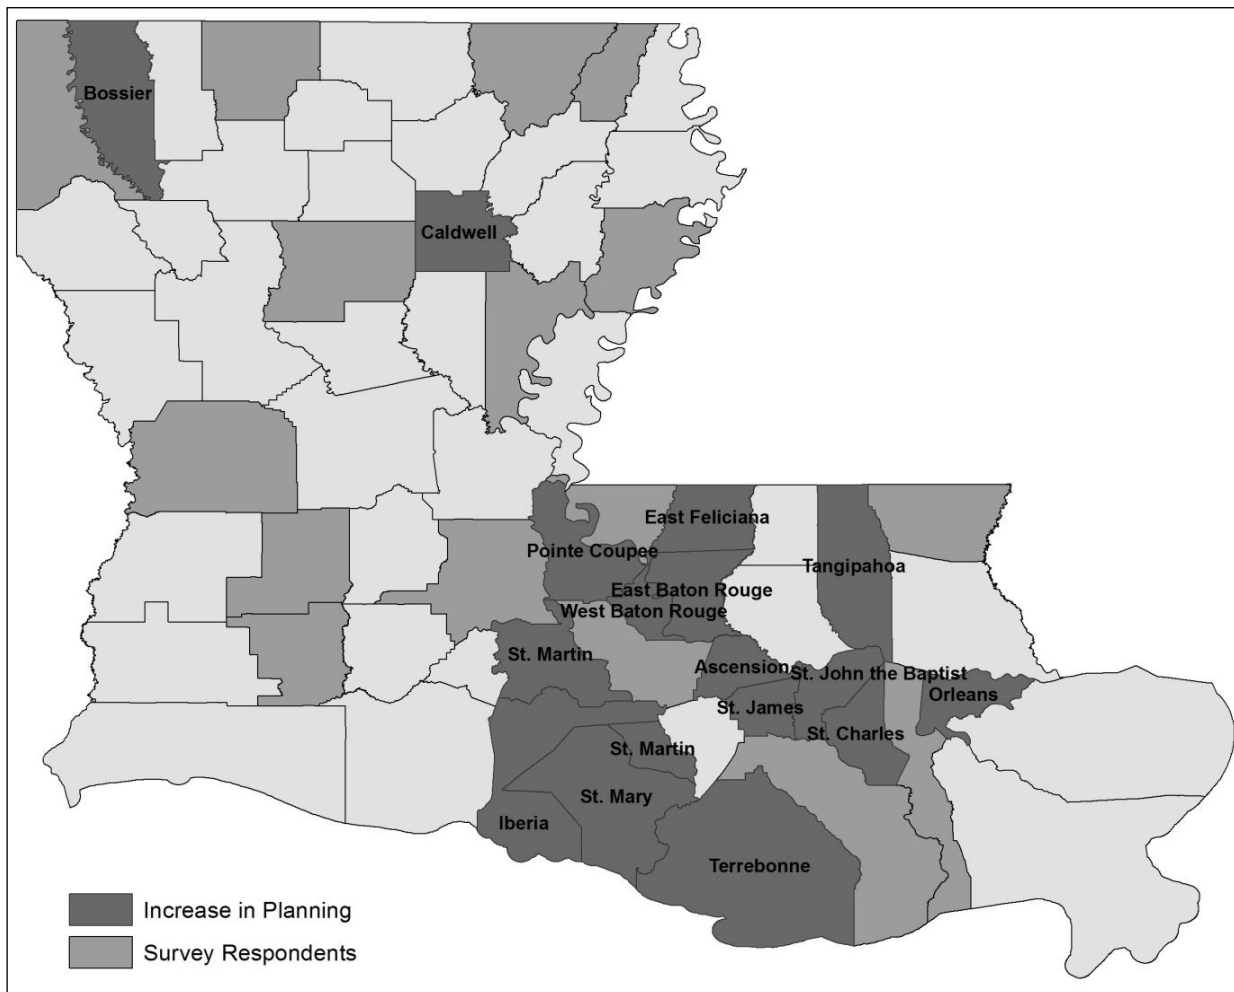 Bossier
Caldwell
East Feliciana
Pointe Coupee
Tangipahoa
East Baton Rouge
West Baton Rouge
St. Martin
Ascension
St. John the Baptist
Orleans
St. James
St. Charles
St. Martin
St. Mary
Iberia
Terrebonne
Increase in Planning
Survey Respondents